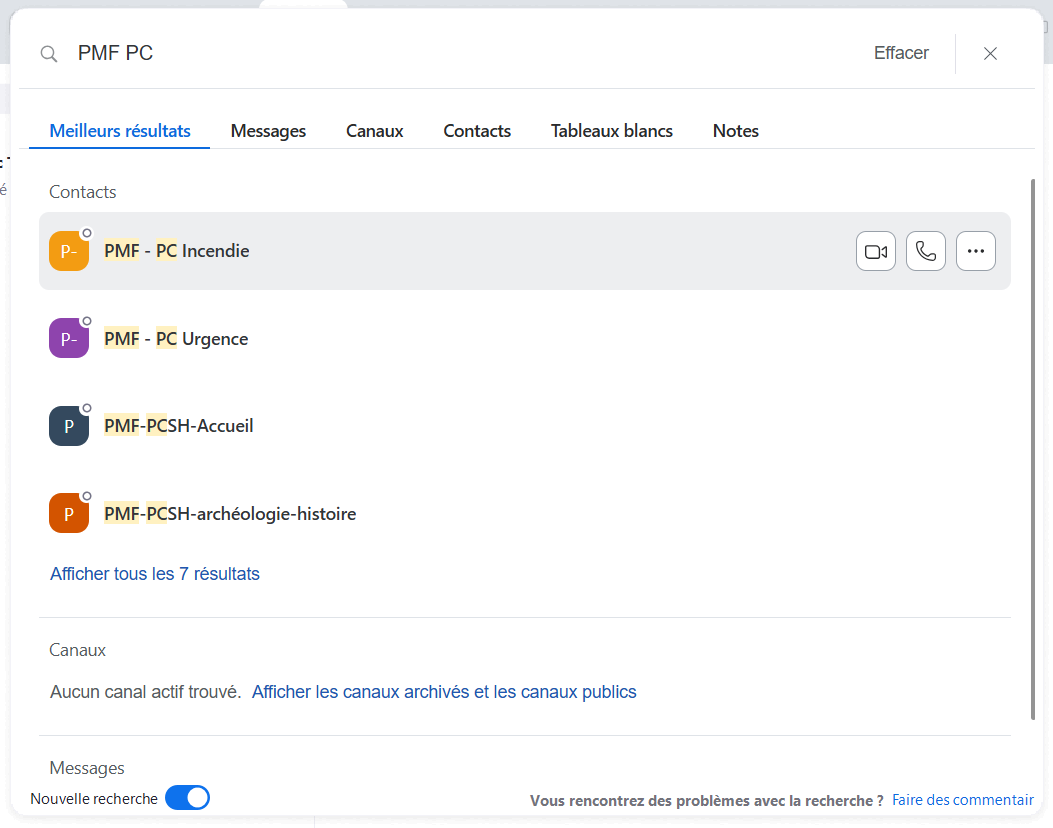 PMF PC
Effacer
Meilleurs résultats Messages Canaux Contacts Tableaux blancs Notes
Contacts
P- PMF - PC Incendie
P- PMF - PC Urgence
P PMF-PCSH-Accueil
P PMF-PCSH-archéologie-histoire
Afficher tous les 7 résultats
Canaux
Aucun canal actif trouvé. Afficher les canaux archivés et les canaux publics
Messages
Nouvelle recherche
Vous rencontrez des problèmes avec la recherche ? Faire des commentair